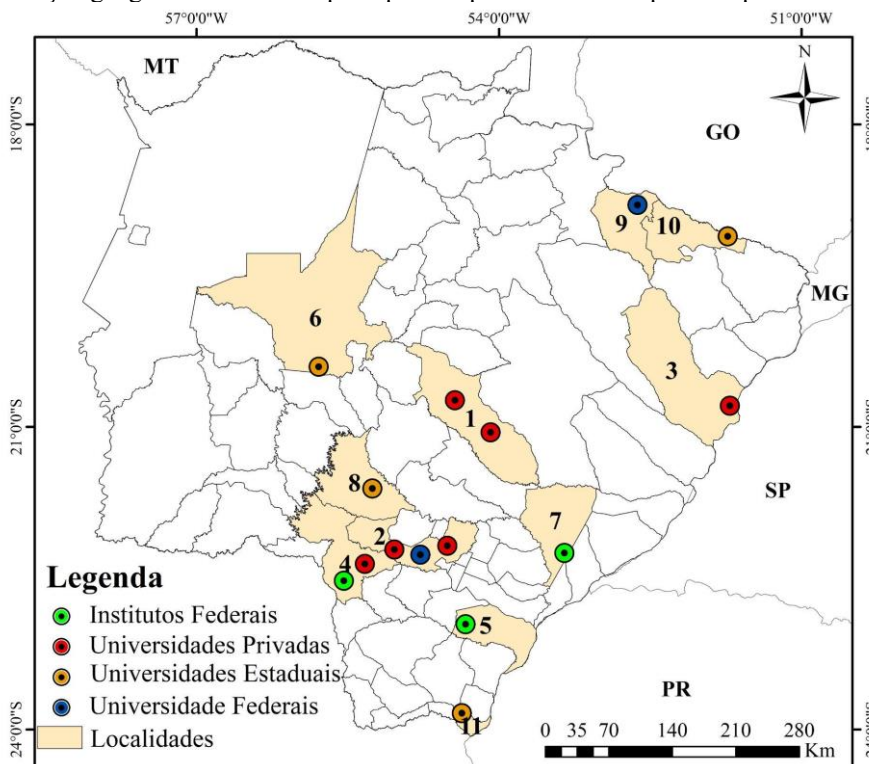 57°0'0"W 54°0'0"W 51°0'0"W
MT
N
18°0'0"S
GO
9
10
MG
6
3
1
21°0'0"S
SP
8
7
2
4
Legenda
Institutos Federais
Universidades Privadas
5
Universidades Estaduais
Universidade Federais
PR
11
Localidades
24°0'0"S
0 35 70 140 210 280
Km